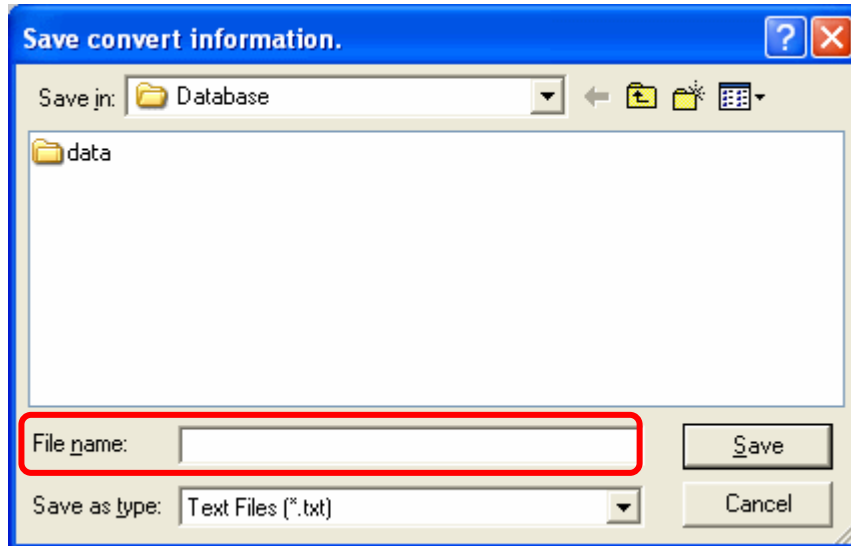 Save convert information.
Save in: Database
data
File name:
Save
Save as type: Text Files (*.txt)
Cancel